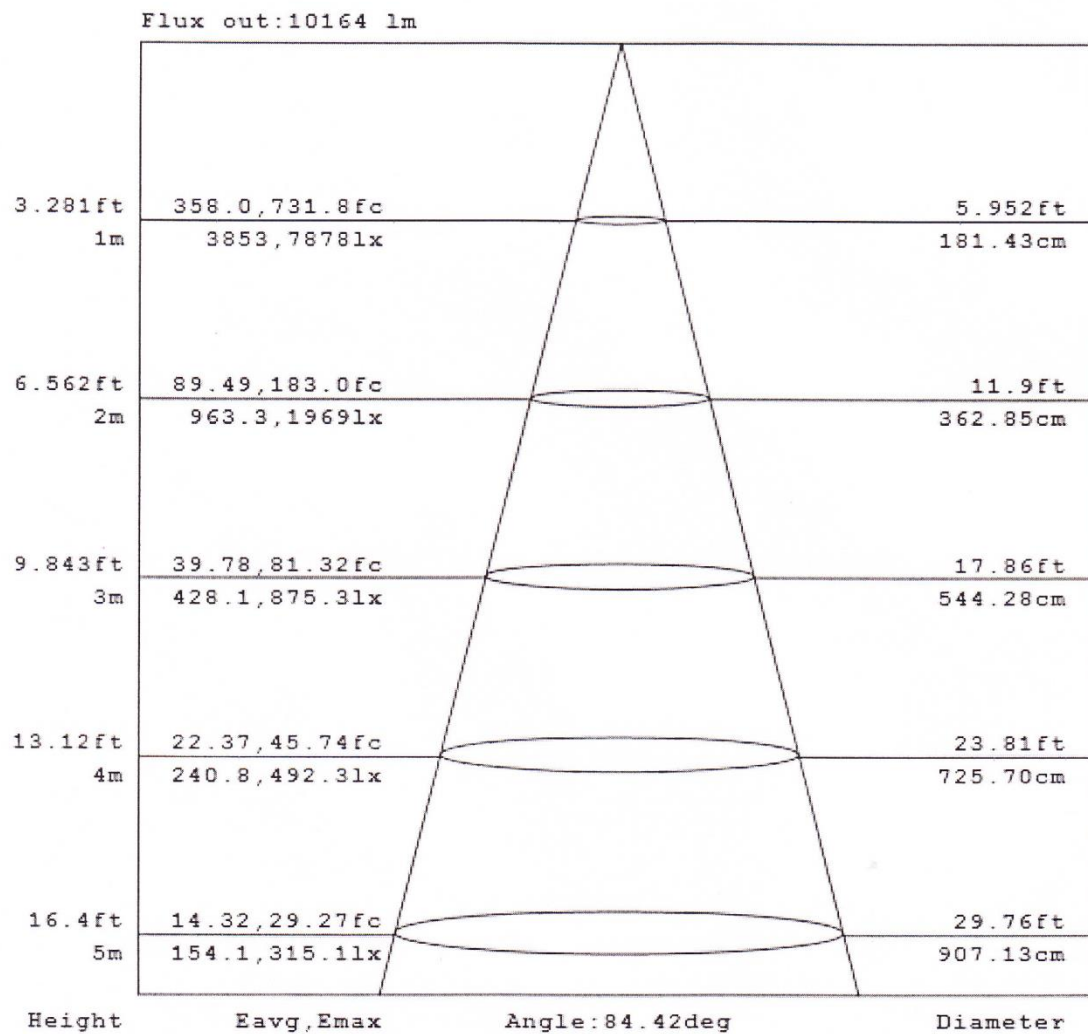 Flux out:10164 lm
3.281ft 358.0,731.8fc 5.952ft
1m 3853,7878lx 181.43cm
6.562ft 89.49,183.0fc 11.9ft
2m 963.3,1969lx 362.85cm
9.843ft 39.78,81.32fc 17.86ft
3m 428.1,875.3lx 544.28cm
13.12ft 22.37,45.74fc 23.81ft
4m 240.8,492.3lx 725.70cm
16.4ft 14.32,29.27fc 29.76ft
5m 154.1,315.1lx 907.13cm
Height Eavg,Emax Angle:84.42deg Diameter